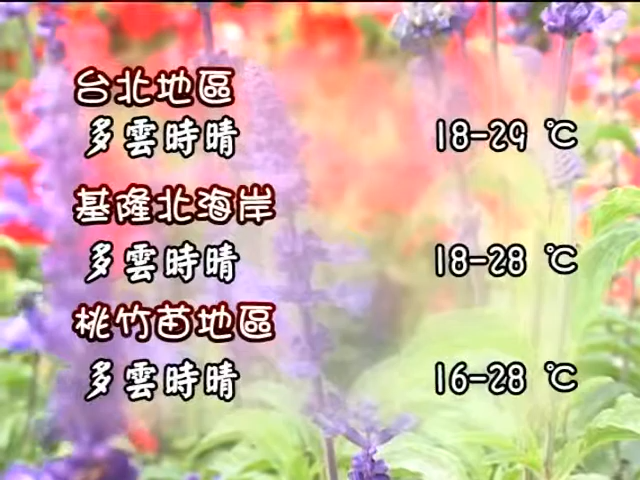 台北地區
多雲時晴 18-29 ℃
基隆北海岸
多雲時晴 18-28 ℃
桃竹苗地區
多雲時晴 16-28 ℃